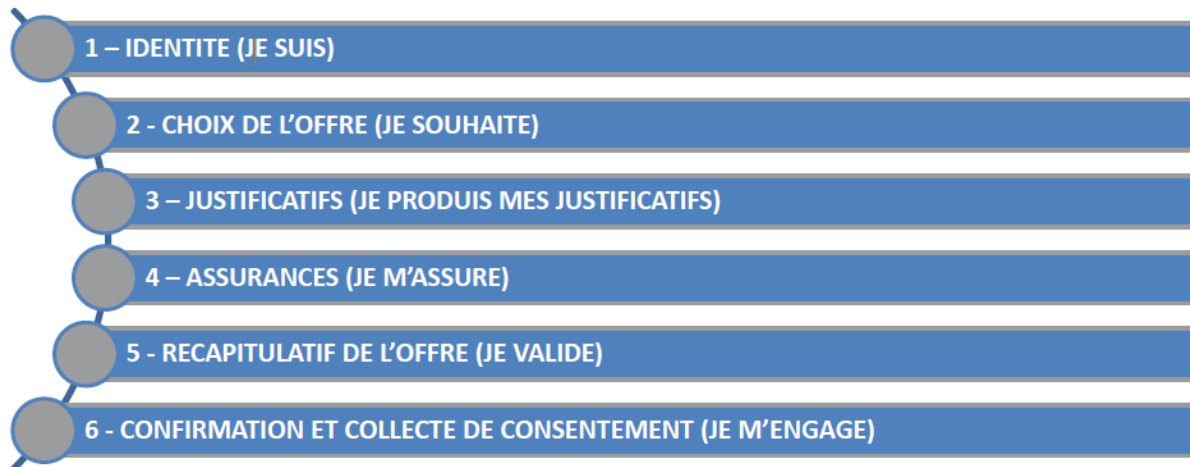 1 – IDENTITE (JE SUIS)
2 - CHOIX DE L’OFFRE (JE SOUHAITE)
3 – JUSTIFICATIFS (JE PRODUIS MES JUSTIFICATIFS)
4 – ASSURANCES (JE M’ASSURE)
5 - RECAPITULATIF DE L’OFFRE (JE VALIDE)
6 - CONFIRMATION ET COLLECTE DE CONSENTEMENT (JE M’ENGAGE)